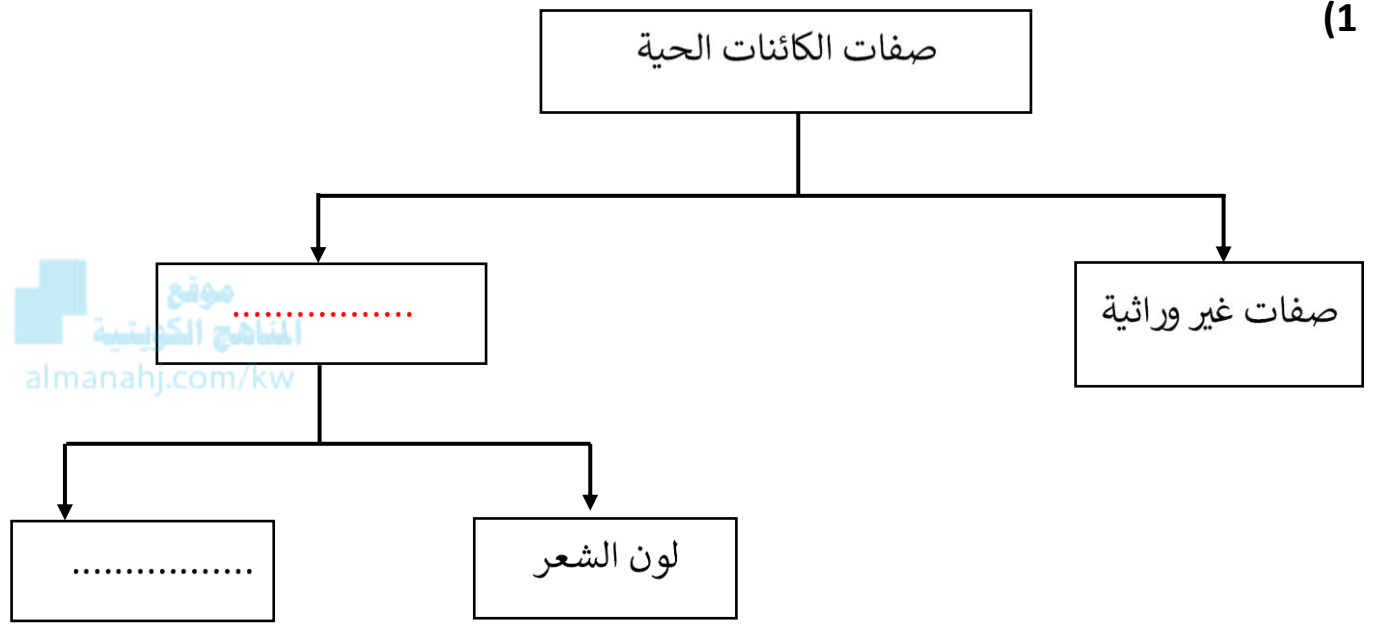 (1
صفات الكائنات الحية
صفات غير وراثية
.................
موقع
المناهج الكويتية
almanahj.com/kw
لون الشعر
.................